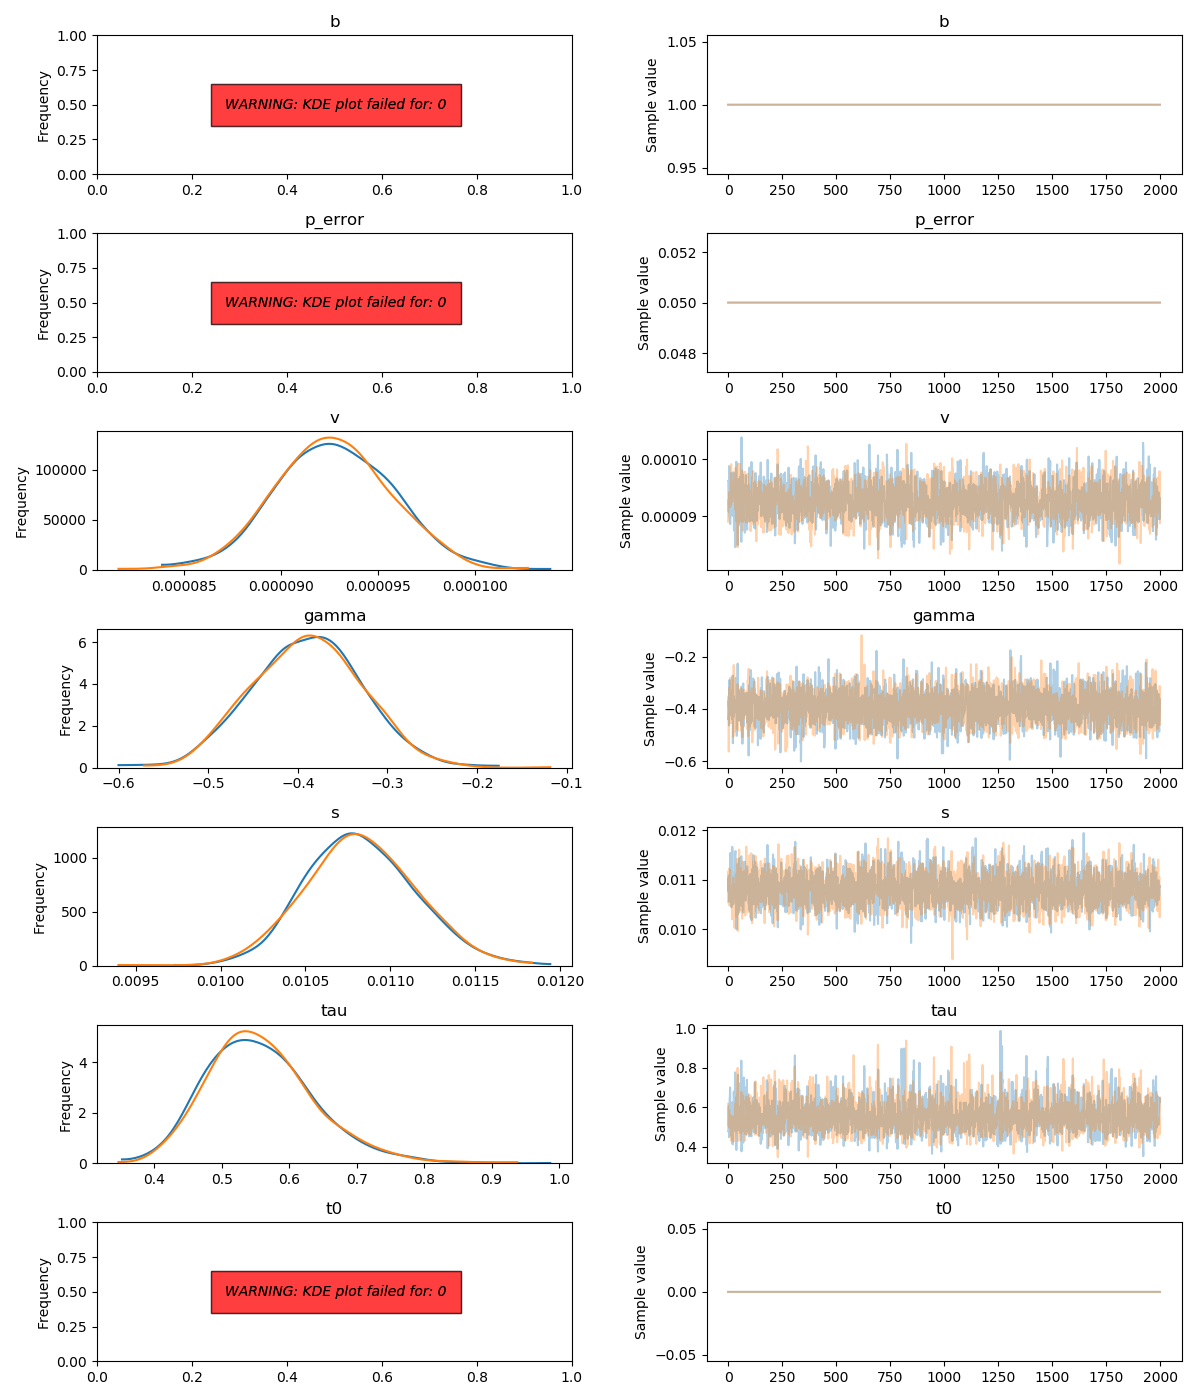 b
Frequency
1.00
0.75
0.50
0.25
0.00
WARNING: KDE plot failed for: 0
0.0 0.2 0.4 0.6 0.8 1.0
b
Sample value
1.05
1.00
0.95
0 250 500 750 1000 1250 1500 1750 2000
p_error
Frequency
1.00
0.75
0.50
0.25
0.00
WARNING: KDE plot failed for: 0
0.0 0.2 0.4 0.6 0.8 1.0
p_error
Sample value
0.052
0.050
0.048
0 250 500 750 1000 1250 1500 1750 2000
v
Frequency
100000
50000
0
0.000085 0.000090 0.000095 0.000100
v
Sample value
0.00010
0.00009
0 250 500 750 1000 1250 1500 1750 2000
gamma
Frequency
6
4
2
0
−0.6 −0.5 −0.4 −0.3 −0.2 −0.1
gamma
Sample value
−0.2
−0.4
−0.6
0 250 500 750 1000 1250 1500 1750 2000
s
Frequency
1000
500
0
0.0095 0.0100 0.0105 0.0110 0.0115 0.0120
s
Sample value
0.012
0.011
0.010
0 250 500 750 1000 1250 1500 1750 2000
tau
Frequency
4
2
0
0.4 0.5 0.6 0.7 0.8 0.9 1.0
tau
Sample value
1.0
0.8
0.6
0.4
0 250 500 750 1000 1250 1500 1750 2000
t0
Frequency
1.00
0.75
0.50
0.25
0.00
WARNING: KDE plot failed for: 0
0.0 0.2 0.4 0.6 0.8 1.0
t0
Sample value
0.05
0.00
−0.05
0 250 500 750 1000 1250 1500 1750 2000